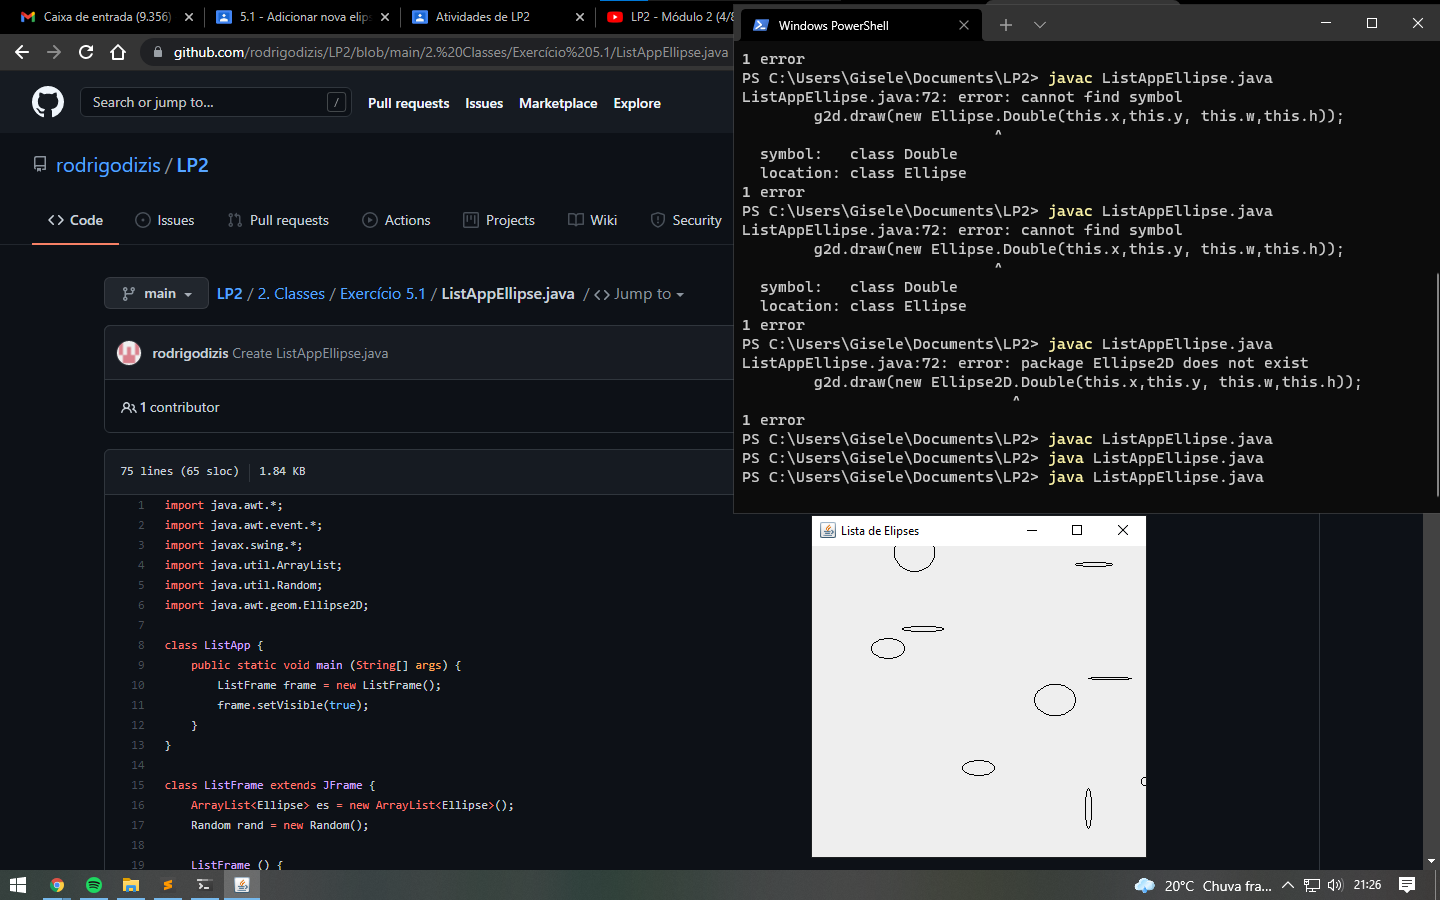 Caixa de entrada (9.356)
5.1 - Adicionar nova elip
Atividades de LP2
LP2 - Módulo 2 (4/8
github.com/rodrigodizis/LP2/blob/main/2.%20Classes/Exercício%205.1/ListAppEllipse.java
Search or jump to...
/
Pull requests
Issues
Marketplace
Explore
rodrigodizis / LP2
Code
Issues
Pull requests
Actions
Projects
Wiki
Security
main
LP2 / 2. Classes / Exercício 5.1 / ListAppEllipse.java / <> Jump to
rodrigodizis Create ListAppEllipse.java
1 contributor
75 lines (65 sloc)
1.84 KB
1 import java.awt.*;
2 import java.awt.event.*;
3 import javax.swing.*;
4 import java.util.ArrayList;
5 import java.util.Random;
6 import java.awt.geom.Ellipse2D;
7
8 class ListApp {
9 public static void main (String[] args) {
10 ListFrame frame = new ListFrame();
11 frame.setVisible(true);
12 }
13 }
14
15 class ListFrame extends JFrame {
16 ArrayList<Ellipse> es = new ArrayList<Ellipse>();
17 Random rand = new Random();
18
19 ListFrame () {
Windows PowerShell
1 error
PS C:\Users\Gisele\Documents\LP2> javac ListAppEllipse.java
ListAppEllipse.java:72: error: cannot find symbol
g2d.draw(new Ellipse.Double(this.x,this.y, this.w,this.h));
^
symbol: class Double
location: class Ellipse
1 error
PS C:\Users\Gisele\Documents\LP2> javac ListAppEllipse.java
ListAppEllipse.java:72: error: cannot find symbol
g2d.draw(new Ellipse.Double(this.x,this.y, this.w,this.h));
^
symbol: class Double
location: class Ellipse
1 error
PS C:\Users\Gisele\Documents\LP2> javac ListAppEllipse.java
ListAppEllipse.java:72: error: package Ellipse2D does not exist
g2d.draw(new Ellipse2D.Double(this.x,this.y, this.w,this.h));
^
1 error
PS C:\Users\Gisele\Documents\LP2> javac ListAppEllipse.java
PS C:\Users\Gisele\Documents\LP2> java ListAppEllipse.java
PS C:\Users\Gisele\Documents\LP2> java ListAppEllipse.java
Lista de Elipses
20°C Chuva fra...
21:26